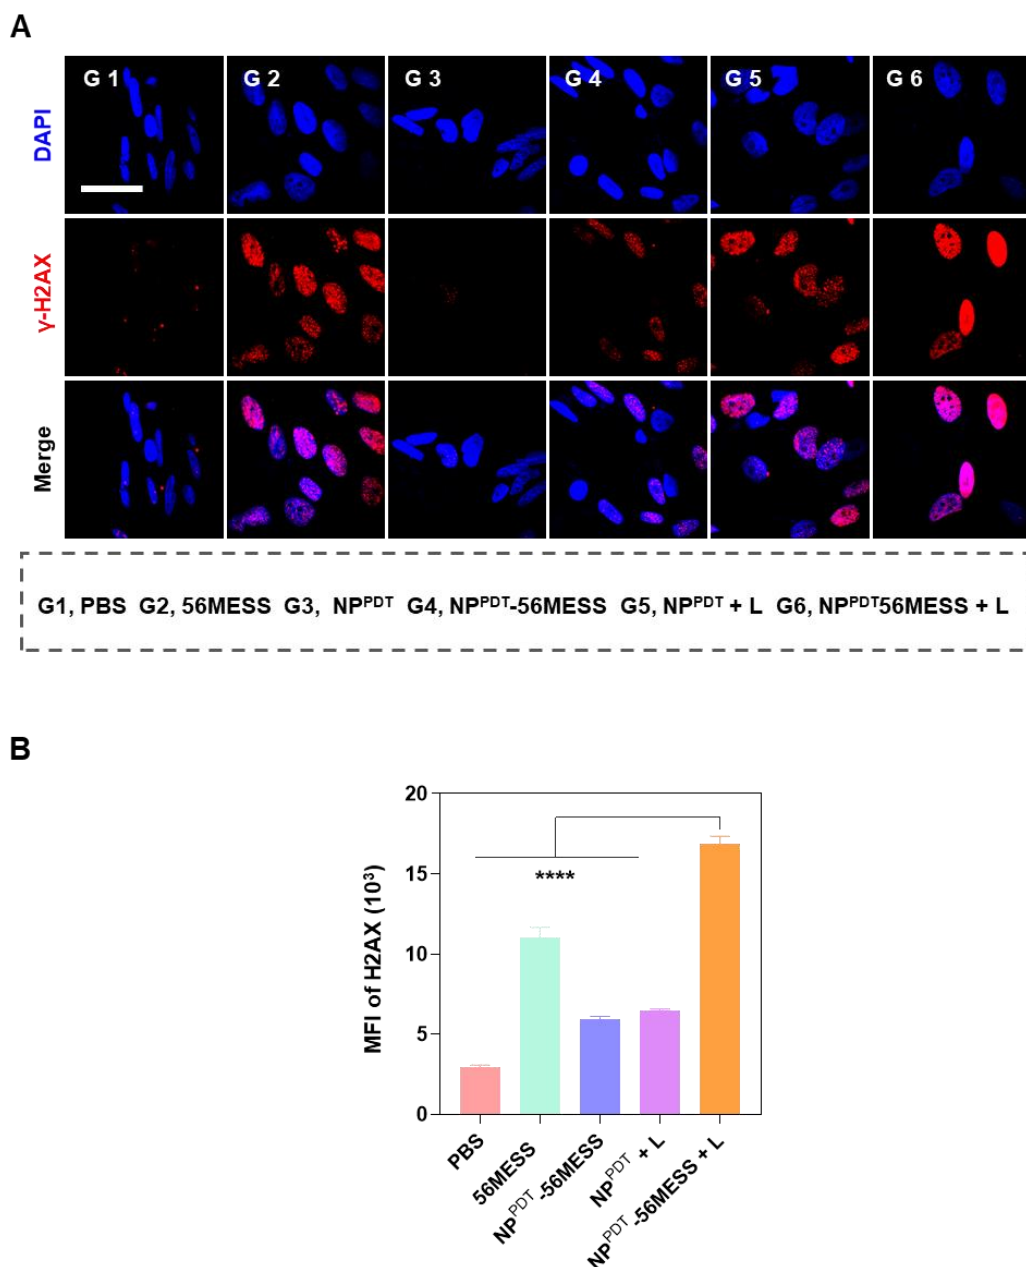 A
G 1 G 2 G 3 G 4 G 5 G 6
DAPI
γ-H2AX
Merge
G1, PBS G2, 56MESS G3, NPᴾᴰᵀ G4, NPᴾᴰᵀ-56MESS G5, NPᴾᴰᵀ + L G6, NPᴾᴰᵀ56MESS + L
B
MFI of H2AX (10³)
20
15
10
5
0
****
PBS
56MESS
NPᴾᴰᵀ-56MESS
NPᴾᴰᵀ + L
NPᴾᴰᵀ-56MESS + L